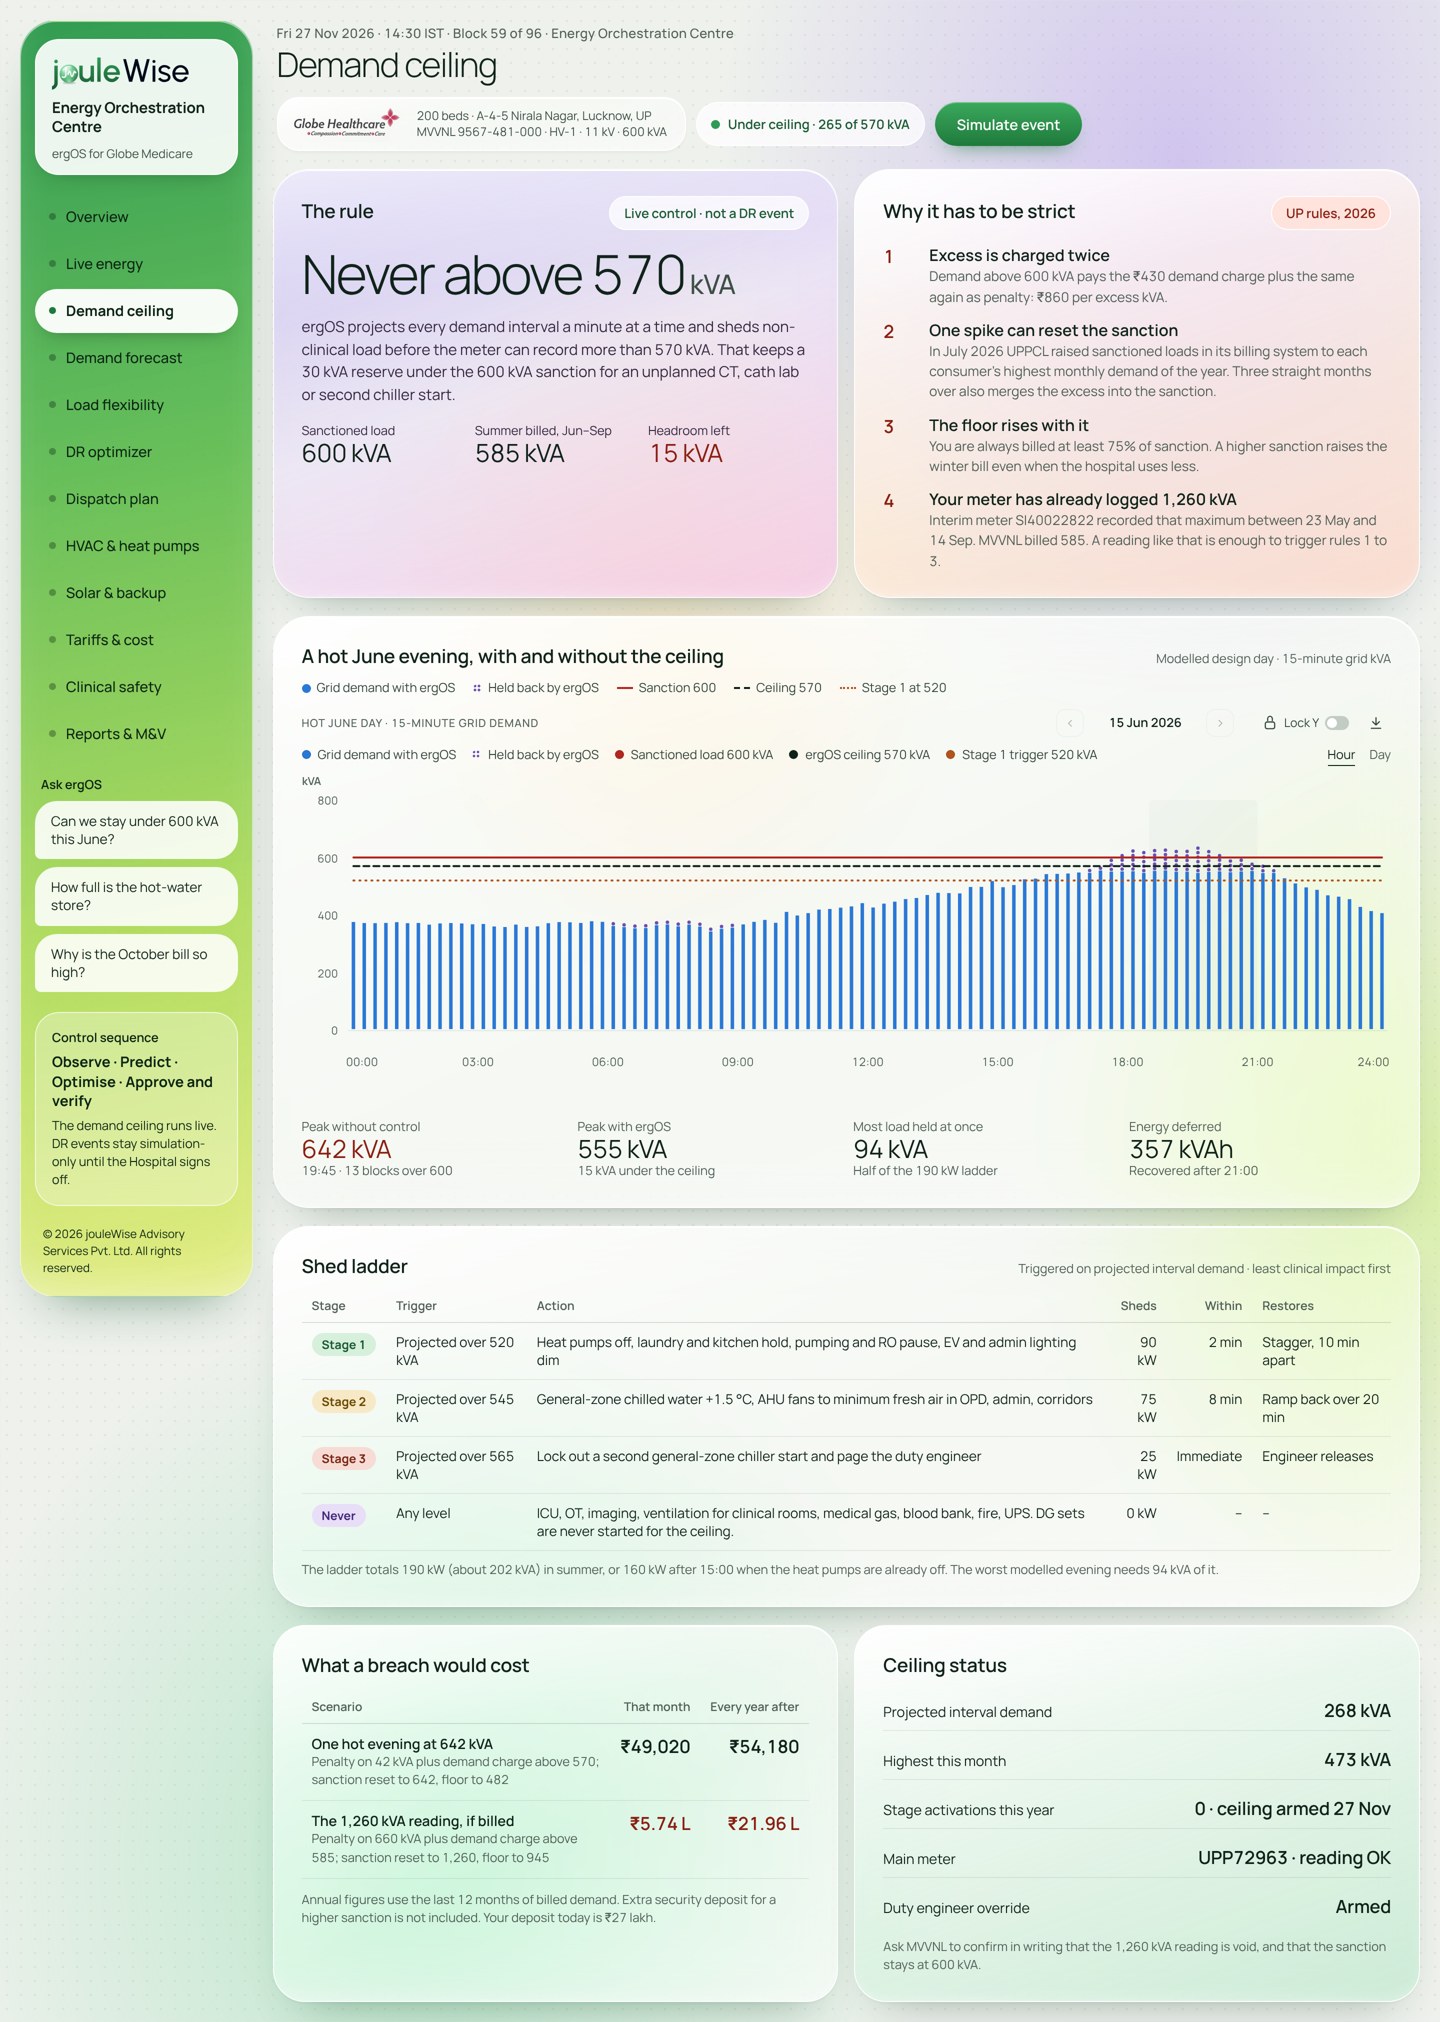 jouleWise
Energy Orchestration
Centre
ergOS for Globe Medicare
Overview
Live energy
Demand ceiling
Demand forecast
Load flexibility
DR optimizer
Dispatch plan
HVAC & heat pumps
Solar & backup
Tariffs & cost
Clinical safety
Reports & M&V
Ask ergOS
Can we stay under 600 kVA
this June?
How full is the hot-water
store?
Why is the October bill so
high?
Control sequence
Observe · Predict ·
Optimise · Approve and
verify
The demand ceiling runs live.
DR events stay simulation-
only until the Hospital signs
off.
© 2026 jouleWise Advisory
Services Pvt. Ltd. All rights
reserved.
Fri 27 Nov 2026 · 14:30 IST · Block 59 of 96 · Energy Orchestration Centre
Demand ceiling
Globe Healthcare
Compassion Commitment Care
200 beds · A-4-5 Nirala Nagar, Lucknow, UP
MVVNL 9567-481-000 · HV-1 · 11 kV · 600 kVA
Under ceiling · 265 of 570 kVA
Simulate event
The rule
Live control · not a DR event
Never above 570 kVA
ergOS projects every demand interval a minute at a time and sheds non-
clinical load before the meter can record more than 570 kVA. That keeps a
30 kVA reserve under the 600 kVA sanction for an unplanned CT, cath lab
or second chiller start.
Sanctioned load
600 kVA
Summer billed, Jun–Sep
585 kVA
Headroom left
15 kVA
Why it has to be strict
UP rules, 2026
1
Excess is charged twice
Demand above 600 kVA pays the ₹430 demand charge plus the same
again as penalty: ₹860 per excess kVA.
2
One spike can reset the sanction
In July 2026 UPPCL raised sanctioned loads in its billing system to each
consumer's highest monthly demand of the year. Three straight months
over also merges the excess into the sanction.
3
The floor rises with it
You are always billed at least 75% of sanction. A higher sanction raises the
winter bill even when the hospital uses less.
4
Your meter has already logged 1,260 kVA
Interim meter SI40022822 recorded that maximum between 23 May and
14 Sep. MVVNL billed 585. A reading like that is enough to trigger rules 1 to
3.
A hot June evening, with and without the ceiling
Modelled design day · 15-minute grid kVA
Grid demand with ergOS
Held back by ergOS
Sanction 600
Ceiling 570
Stage 1 at 520
HOT JUNE DAY · 15-MINUTE GRID DEMAND
15 Jun 2026
Lock Y
Grid demand with ergOS
Held back by ergOS
Sanctioned load 600 kVA
ergOS ceiling 570 kVA
Stage 1 trigger 520 kVA
Hour
Day
kVA
800
600
400
200
0
00:00
03:00
06:00
09:00
12:00
15:00
18:00
21:00
24:00
Peak without control
642 kVA
19:45 · 13 blocks over 600
Peak with ergOS
555 kVA
15 kVA under the ceiling
Most load held at once
94 kVA
Half of the 190 kW ladder
Energy deferred
357 kVAh
Recovered after 21:00
Shed ladder
Triggered on projected interval demand · least clinical impact first
Stage
Trigger
Action
Sheds
Within
Restores
Stage 1
Projected over 520
kVA
Heat pumps off, laundry and kitchen hold, pumping and RO pause, EV and admin lighting
dim
90
kW
2 min
Stagger, 10 min
apart
Stage 2
Projected over 545
kVA
General-zone chilled water +1.5 °C, AHU fans to minimum fresh air in OPD, admin, corridors
75
kW
8 min
Ramp back over 20
min
Stage 3
Projected over 565
kVA
Lock out a second general-zone chiller start and page the duty engineer
25
kW
Immediate
Engineer releases
Never
Any level
ICU, OT, imaging, ventilation for clinical rooms, medical gas, blood bank, fire, UPS. DG sets
are never started for the ceiling.
0 kW
–
–
The ladder totals 190 kW (about 202 kVA) in summer, or 160 kW after 15:00 when the heat pumps are already off. The worst modelled evening needs 94 kVA of it.
What a breach would cost
Scenario
That month
Every year after
One hot evening at 642 kVA
Penalty on 42 kVA plus demand charge above 570;
sanction reset to 642, floor to 482
₹49,020
₹54,180
The 1,260 kVA reading, if billed
Penalty on 660 kVA plus demand charge above
585; sanction reset to 1,260, floor to 945
₹5.74 L
₹21.96 L
Annual figures use the last 12 months of billed demand. Extra security deposit for a
higher sanction is not included. Your deposit today is ₹27 lakh.
Ceiling status
Projected interval demand
268 kVA
Highest this month
473 kVA
Stage activations this year
0 · ceiling armed 27 Nov
Main meter
UPP72963 · reading OK
Duty engineer override
Armed
Ask MVVNL to confirm in writing that the 1,260 kVA reading is void, and that the sanction
stays at 600 kVA.